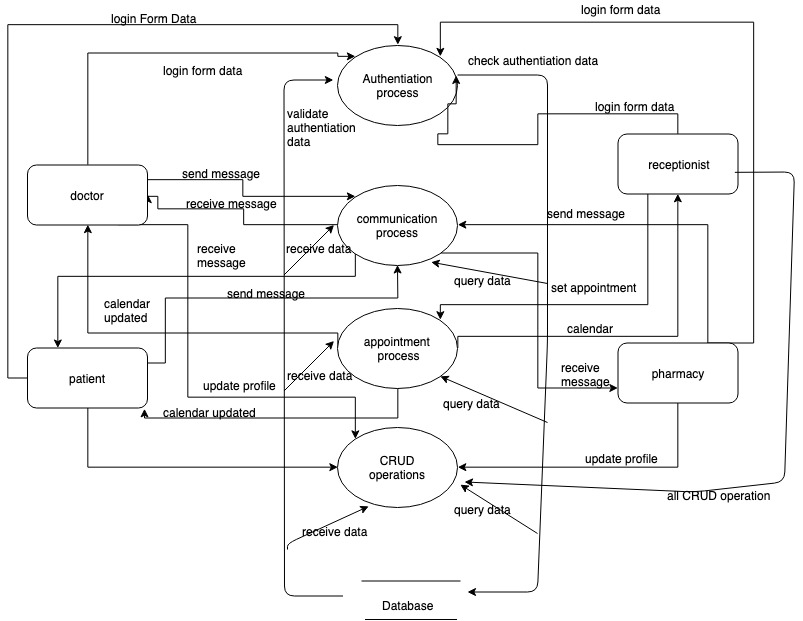 login Form Data
login form data
login form data
check authentiation data
Authentiation
process
login form data
validate
authentiation
data
receptionist
send message
doctor
receive message
communication
process
send message
receive
message
receive data
query data
set appointment
send message
calendar
updated
calendar
appointment
process
receive
message
pharmacy
patient
receive data
update profile
query data
calendar updated
CRUD
operations
update profile
all CRUD operation
query data
receive data
Database